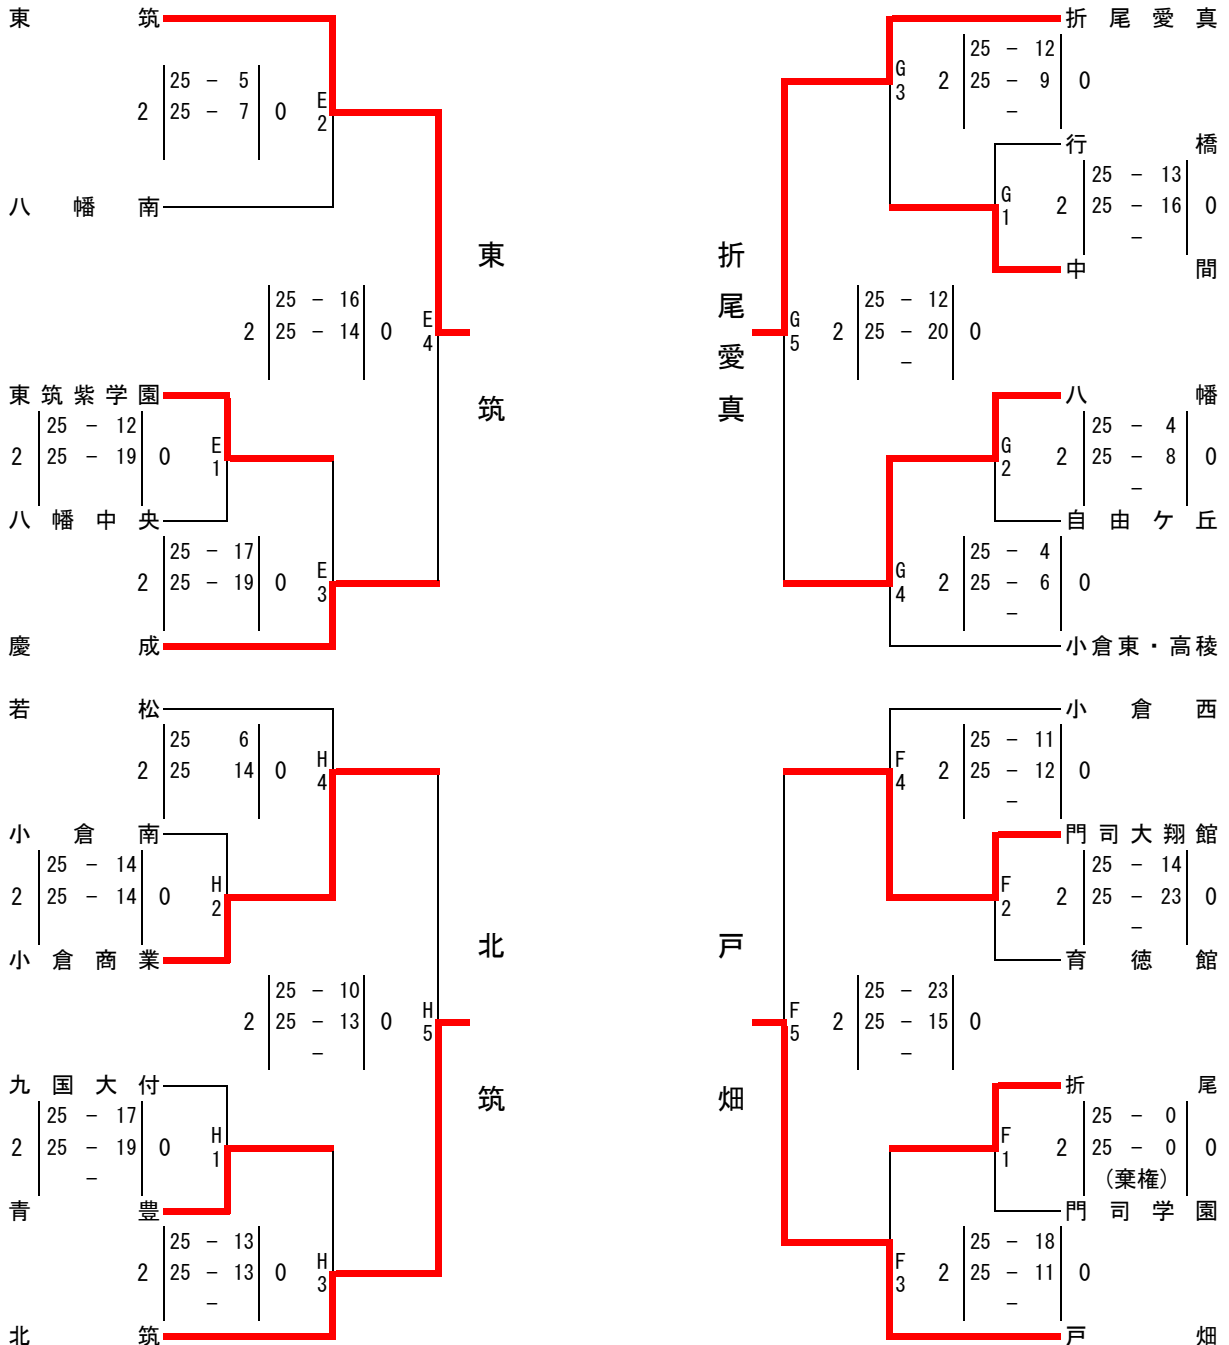 東筑
25 － 5
2 25 － 7 0
E2
八幡南
東筑
25 － 16
2 25 － 14 0
E4
東筑紫学園
25 － 12
2 25 － 19 0
E1
八幡中央
25 － 17
2 25 － 19 0
E3
慶成
若松
25 6
2 25 14 0
H4
小倉南
25 － 14
2 25 － 14 0
H2
小倉商業
北筑
25 － 10
2 25 － 13 0
－
H5
九国大付
25 － 17
2 25 － 19 0
－
H1
青豊
25 － 13
2 25 － 13 0
－
H3
北筑
折尾愛真
25 － 12
G3
2 25 － 9 0
－
行橋
25 － 13
G1
2 25 － 16 0
－
中間
折尾愛真
25 － 12
G5
2 25 － 20 0
－
八幡
25 － 4
G2
2 25 － 8 0
－
自由ケ丘
25 － 4
G4
2 25 － 6 0
－
小倉東・高稜
小倉西
25 － 11
F4
2 25 － 12 0
－
門司大翔館
25 － 14
F2
2 25 － 23 0
－
育徳館
戸畑
25 － 23
F5
2 25 － 15 0
－
折尾
25 － 0
F1
2 25 － 0 0
（棄権）
門司学園
25 － 18
F3
2 25 － 11 0
－
戸畑